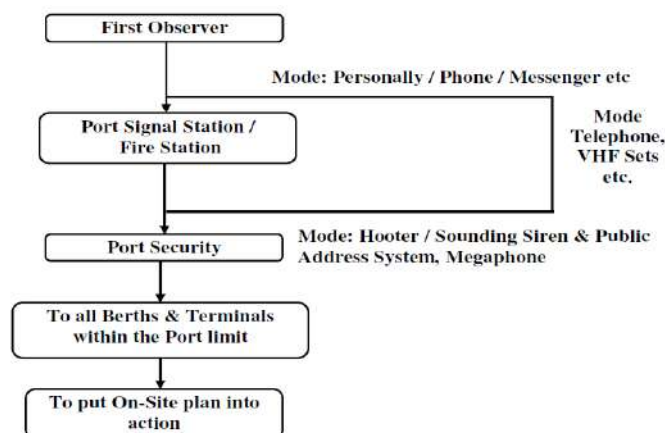 First Observer
Mode: Personally / Phone / Messenger etc
Port Signal Station /
Fire Station
Mode
Telephone,
VHF Sets
etc.
Port Security
Mode: Hooter / Sounding Siren & Public
Address System, Megaphone
To all Berths & Terminals
within the Port limit
To put On-Site plan into
action